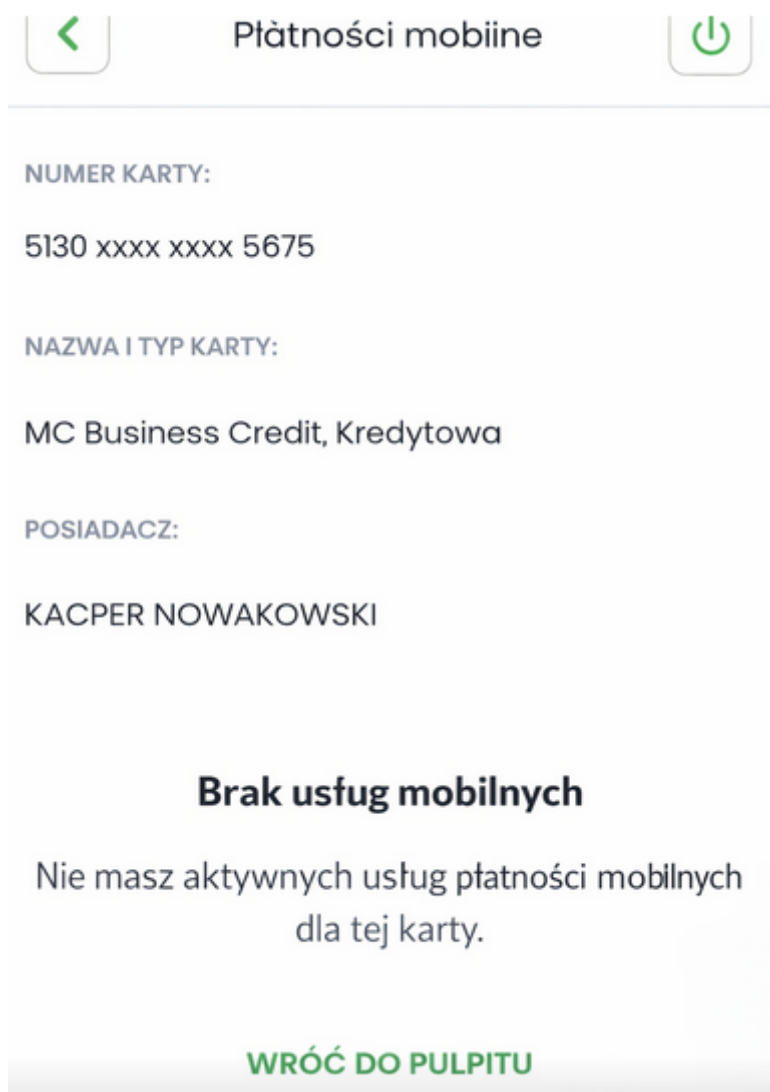 Płàtności mobiine
NUMER KARTY:
5130 xxxx xxxx 5675
NAZWA I TYP KARTY:
MC Business Credit, Kredytowa
POSIADACZ:
KACPER NOWAKOWSKI
Brak usfug mobilnych
Nie masz aktywnych usług płatności mobilnych
dla tej karty.
WRÓĆ DO PULPITU